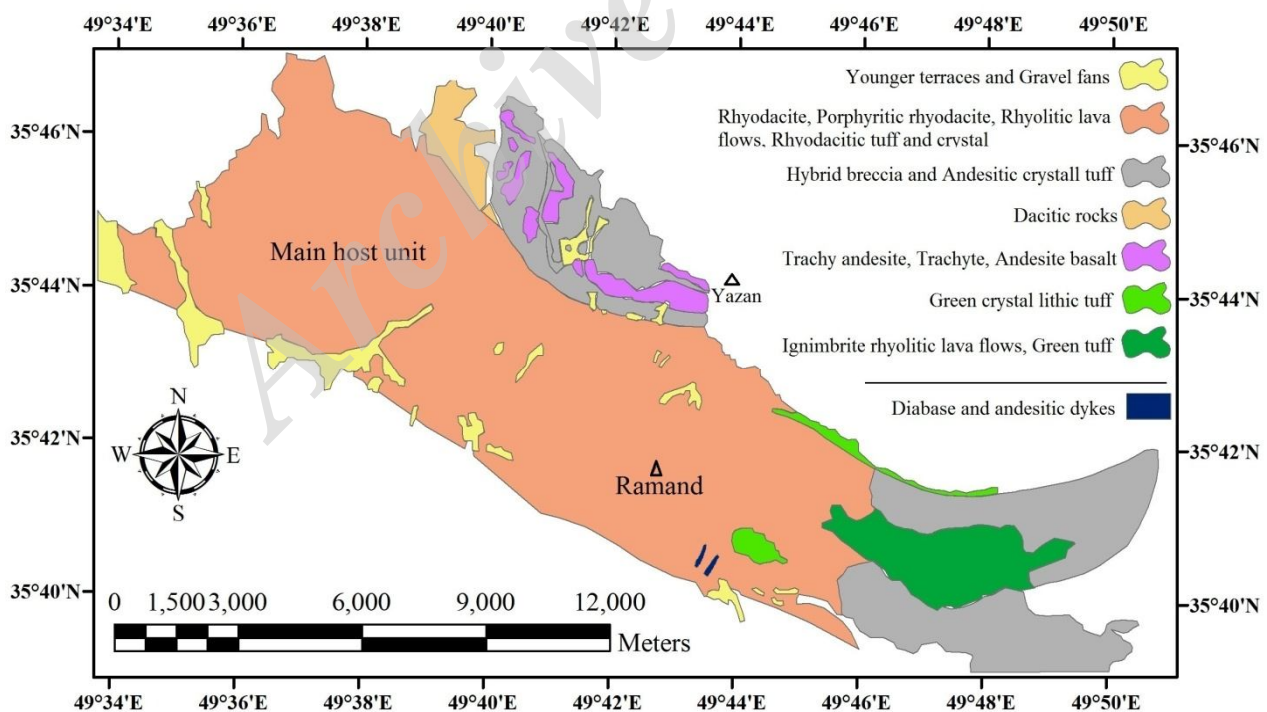 49°34'E 49°36'E 49°38'E 49°40'E 49°42'E 49°44'E 49°46'E 49°48'E 49°50'E
Younger terraces and Gravel fans
Rhyodacite, Porphyritic rhyodacite, Rhyolitic lava
flows, Rhyodacitic tuff and crystal
Hybrid breccia and Andesitic crystall tuff
Dacitic rocks
Trachy andesite, Trachyte, Andesite basalt
Green crystal lithic tuff
Ignimbrite rhyolitic lava flows, Green tuff
Diabase and andesitic dykes
35°46'N
35°44'N
35°42'N
35°40'N
35°46'N
35°44'N
35°42'N
35°40'N
Archive
Main host unit
Yazan
Ramand
N
W E
S
0 1,500 3,000 6,000 9,000 12,000
Meters
49°34'E 49°36'E 49°38'E 49°40'E 49°42'E 49°44'E 49°46'E 49°48'E 49°50'E